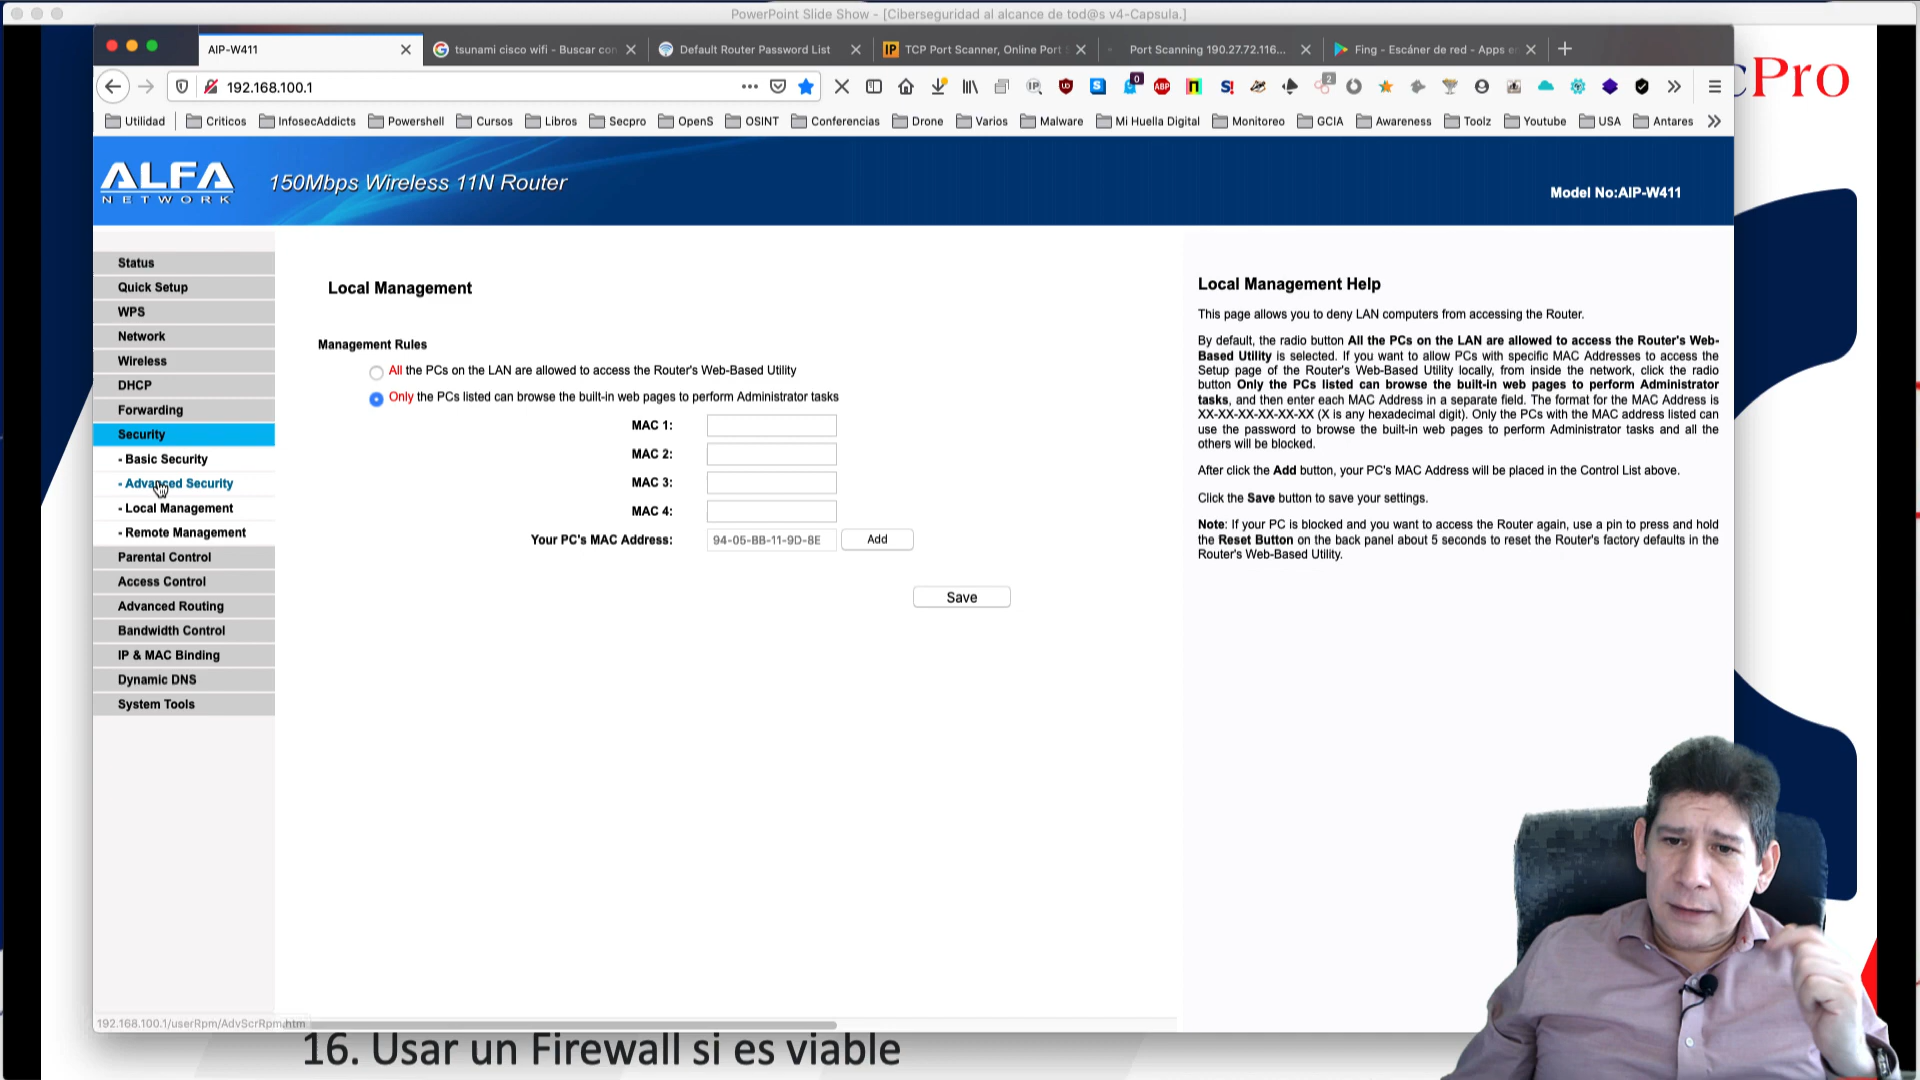 PowerPoint Slide Show - [Ciberseguridad al alcance de tod@s v4-Capsula.]
AIP-W411
tsunami cisco wifi - Buscar con
Default Router Password List
TCP Port Scanner, Online Port
Port Scanning 190.27.72.116...
Fing - Escáner de red - Apps e
192.168.100.1
Pro
Utilidad
Criticos
InfosecAddicts
Powershell
Cursos
Libros
Secpro
OpenS
OSINT
Conferencias
Drone
Varios
Malware
Mi Huella Digital
Monitoreo
GCIA
Awareness
Toolz
Youtube
USA
Antares
ALFA
NETWORK
150Mbps Wireless 11N Router
Model No:AIP-W411
Status
Quick Setup
WPS
Network
Wireless
DHCP
Forwarding
Security
- Basic Security
- Advanced Security
- Local Management
- Remote Management
Parental Control
Access Control
Advanced Routing
Bandwidth Control
IP & MAC Binding
Dynamic DNS
System Tools
Local Management
Management Rules
All the PCs on the LAN are allowed to access the Router's Web-Based Utility
Only the PCs listed can browse the built-in web pages to perform Administrator tasks
MAC 1:
MAC 2:
MAC 3:
MAC 4:
Your PC's MAC Address: 94-05-BB-11-9D-8E Add
Save
Local Management Help
This page allows you to deny LAN computers from accessing the Router.
By default, the radio button All the PCs on the LAN are allowed to access the Router's Web-
Based Utility is selected. If you want to allow PCs with specific MAC Addresses to access the
Setup page of the Router's Web-Based Utility locally, from inside the network, click the radio
button Only the PCs listed can browse the built-in web pages to perform Administrator
tasks, and then enter each MAC Address in a separate field. The format for the MAC Address is
XX-XX-XX-XX-XX-XX (X is any hexadecimal digit). Only the PCs with the MAC address listed can
use the password to browse the built-in web pages to perform Administrator tasks and all the
others will be blocked.
After click the Add button, your PC's MAC Address will be placed in the Control List above.
Click the Save button to save your settings.
Note: If your PC is blocked and you want to access the Router again, use a pin to press and hold
the Reset Button on the back panel about 5 seconds to reset the Router's factory defaults in the
Router's Web-Based Utility.
192.168.100.1/userRpm/AdvScrRpm.htm
16. Usar un Firewall si es viable